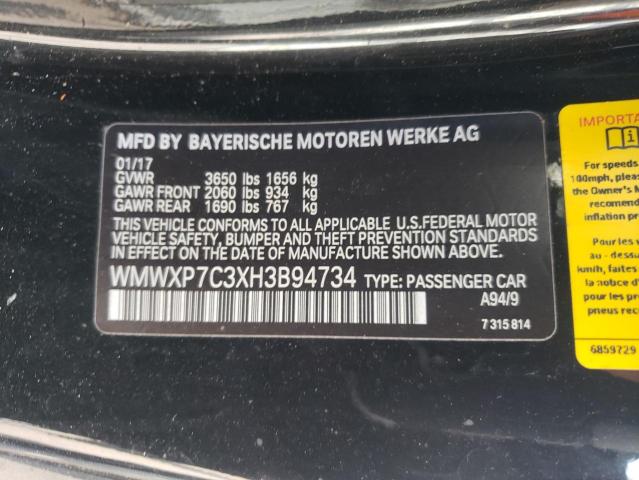 MFD BY BAYERISCHE MOTOREN WERKE AG
01/17
GVWR 3650 lbs 1656 kg
GAWR FRONT 2060 lbs 934 kg
GAWR REAR 1690 lbs 767 kg
THIS VEHICLE CONFORMS TO ALL APPLICABLE U.S.FEDERAL MOTOR
VEHICLE SAFETY, BUMPER AND THEFT PREVENTION STANDARDS
IN EFFECT ON THE DATE OF MANUFACTURE SHOWN ABOVE.
WMWXP7C3XH3B94734 TYPE: PASSENGER CAR
A94/9
7 315 814
IMPORTA
For speeds
100mph, pleas
the Owner's M
recomend
inflation pr
Pour les
au - dessu
km/h, faites
la notice d'
pour les pri
pneus recom
6859729